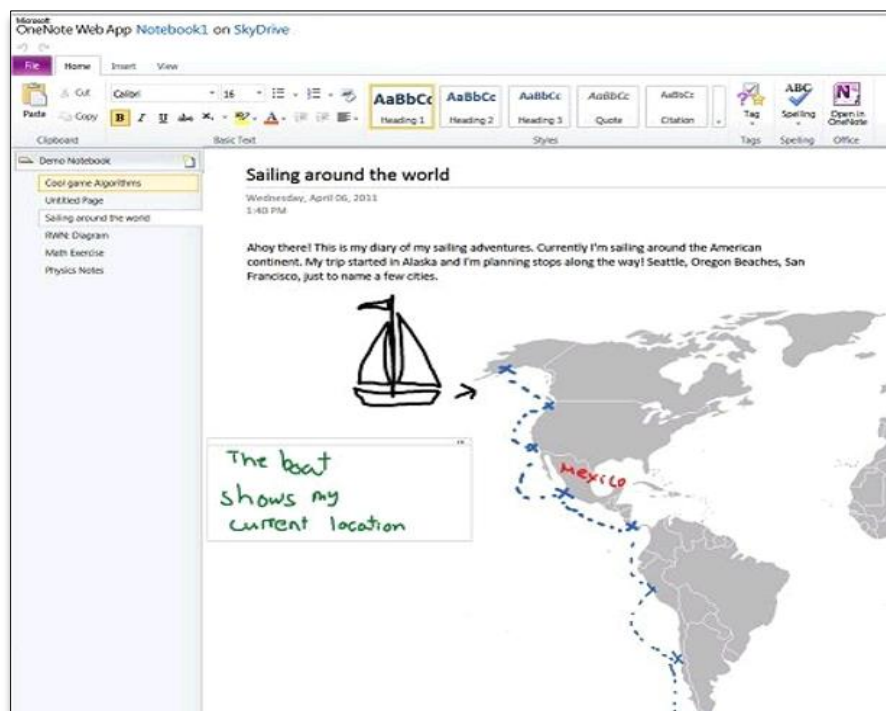 Microsoft
OneNote Web App Notebook1 on SkyDrive
File Home Insert View
Paste Cut Copy
Calibri 16
B I U abc
AaBbCc AaBbCc AaBbCc AaBbCc AaBbCc
Heading 1 Heading 2 Heading 3 Quote Citation
Tag
ABC
Spelling
Open in
OneNote
Clipboard Basic Text Styles Tags Spelling Office
Demo Notebook
Cool game Algorithms
Untitled Page
Sailing around the world
RWN: Diagram
Math Exercise
Physics Notes
Sailing around the world
Wednesday, April 06, 2011
1:40 PM
Ahoy there! This is my diary of my sailing adventures. Currently I'm sailing around the American
continent. My trip started in Alaska and I'm planning stops along the way! Seattle, Oregon Beaches, San
Francisco, just to name a few cities.
Mexico
The boat
shows my
current location